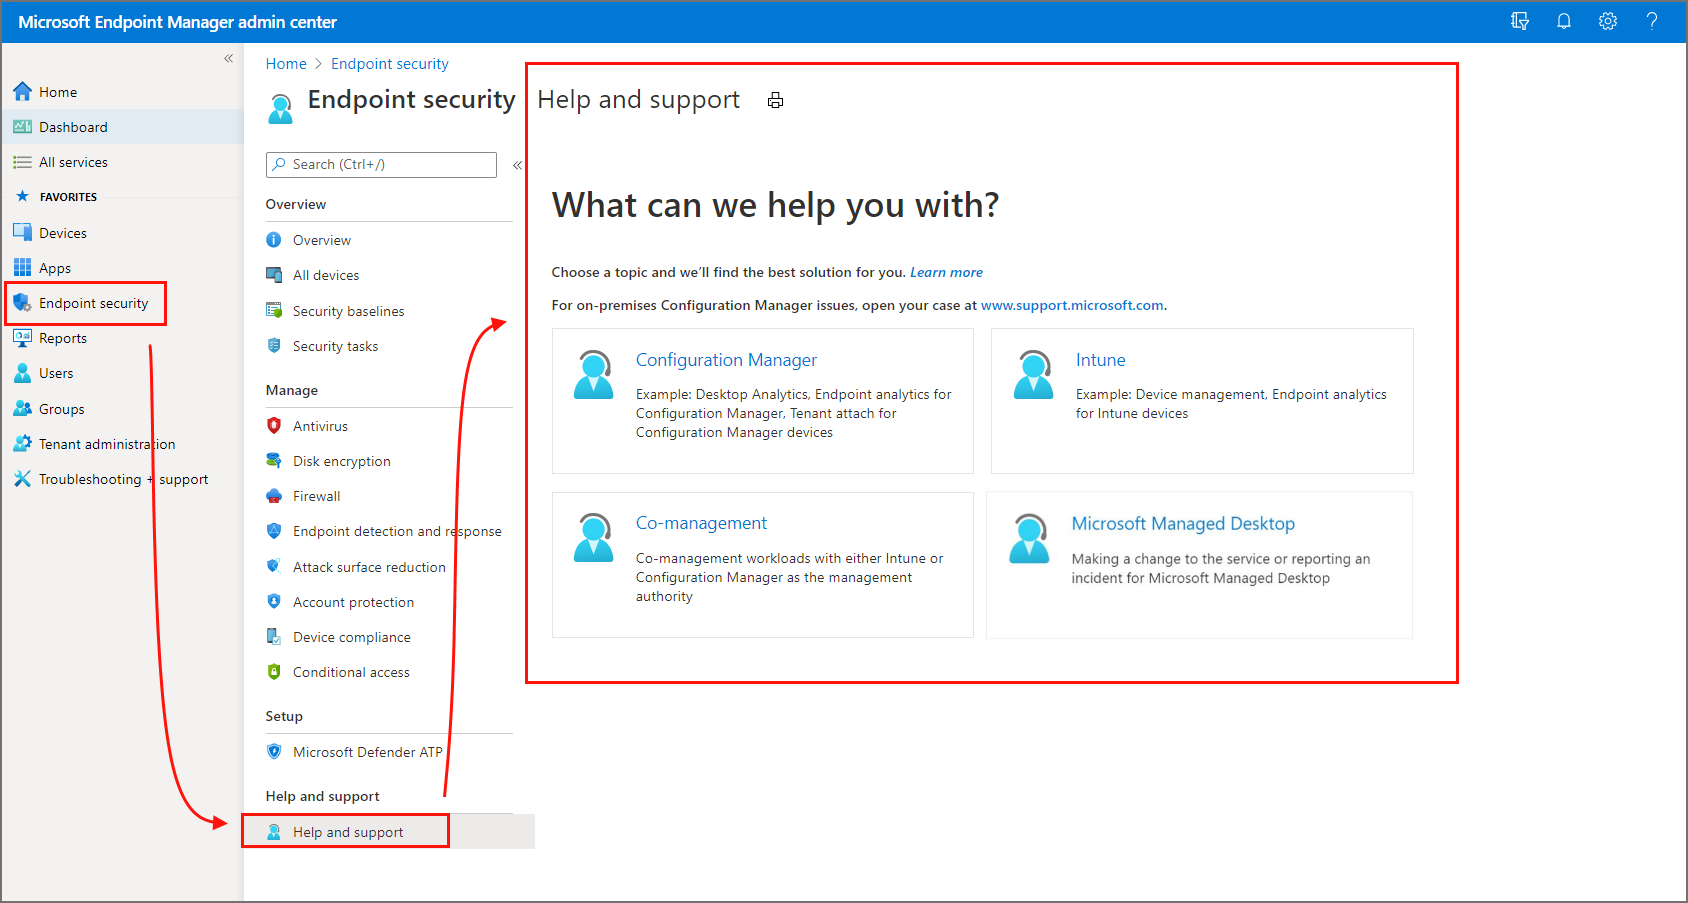 Microsoft Endpoint Manager admin center
«
Home
Dashboard
All services
FAVORITES
Devices
Apps
Endpoint security
Reports
Users
Groups
Tenant administration
Troubleshooting + support
Home > Endpoint security
Endpoint security
Search (Ctrl+/)
«
Overview
Overview
All devices
Security baselines
Security tasks
Manage
Antivirus
Disk encryption
Firewall
Endpoint detection and response
Attack surface reduction
Account protection
Device compliance
Conditional access
Setup
Microsoft Defender ATP
Help and support
Help and support
Help and support
What can we help you with?
Choose a topic and we'll find the best solution for you. Learn more
For on-premises Configuration Manager issues, open your case at www.support.microsoft.com.
Configuration Manager
Example: Desktop Analytics, Endpoint analytics for
Configuration Manager, Tenant attach for
Configuration Manager devices
Intune
Example: Device management, Endpoint analytics
for Intune devices
Co-management
Co-management workloads with either Intune or
Configuration Manager as the management
authority
Microsoft Managed Desktop
Making a change to the service or reporting an
incident for Microsoft Managed Desktop